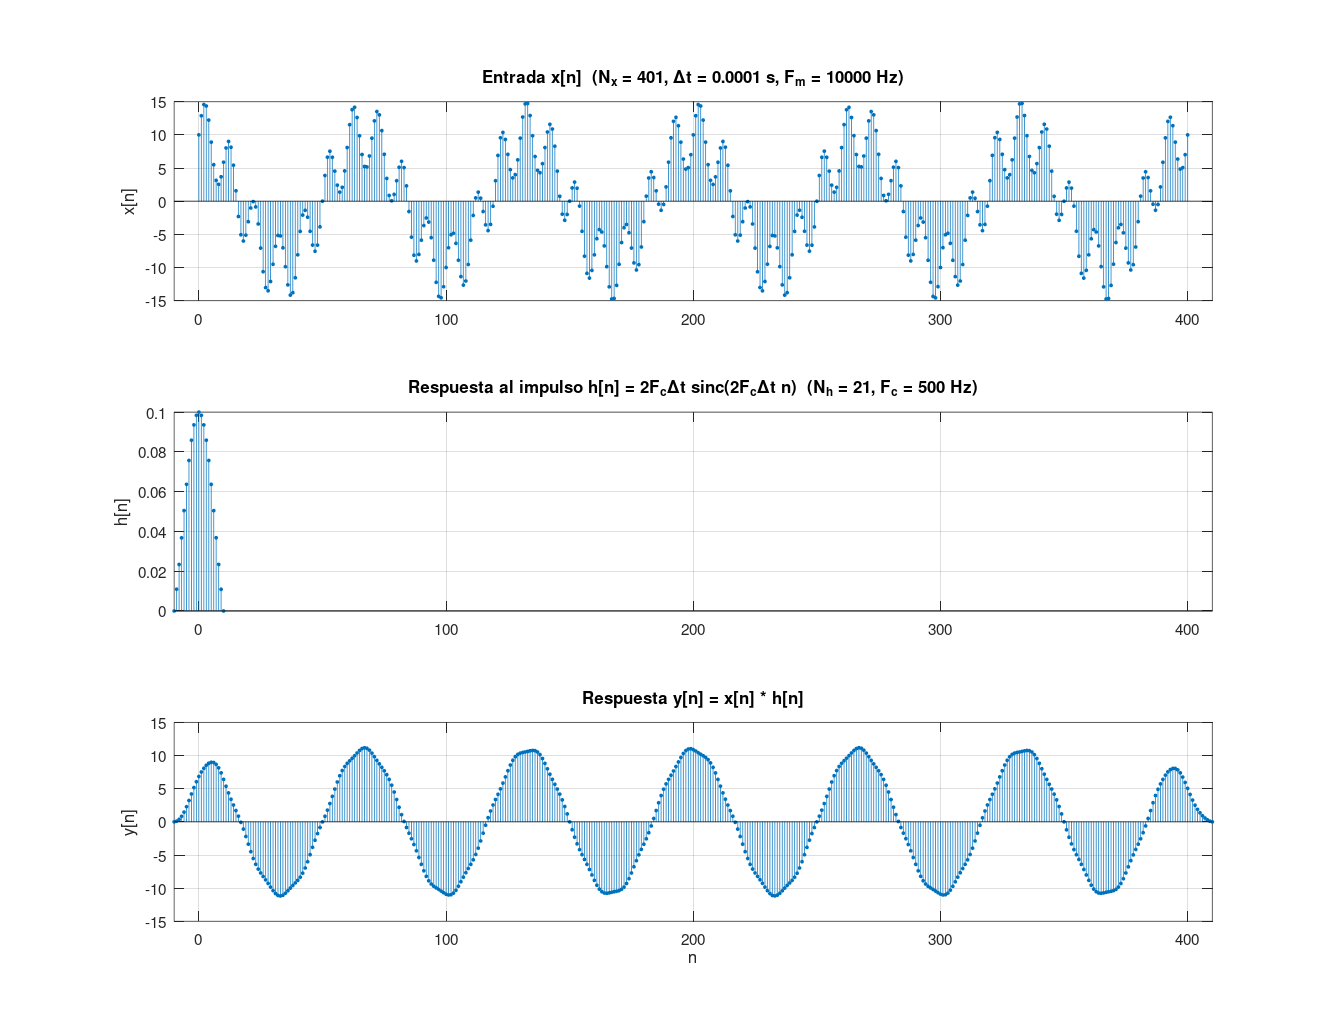 Entrada x[n]  (Nx = 401, Δt = 0.0001 s, Fm = 10000 Hz)
15
10
5
0
-5
-10
-15
x[n]
0 100 200 300 400
Respuesta al impulso h[n] = 2FcΔt sinc(2FcΔt n)  (Nh = 21, Fc = 500 Hz)
0.1
0.08
0.06
0.04
0.02
0
h[n]
0 100 200 300 400
Respuesta y[n] = x[n] * h[n]
15
10
5
0
-5
-10
-15
y[n]
0 100 200 300 400
n